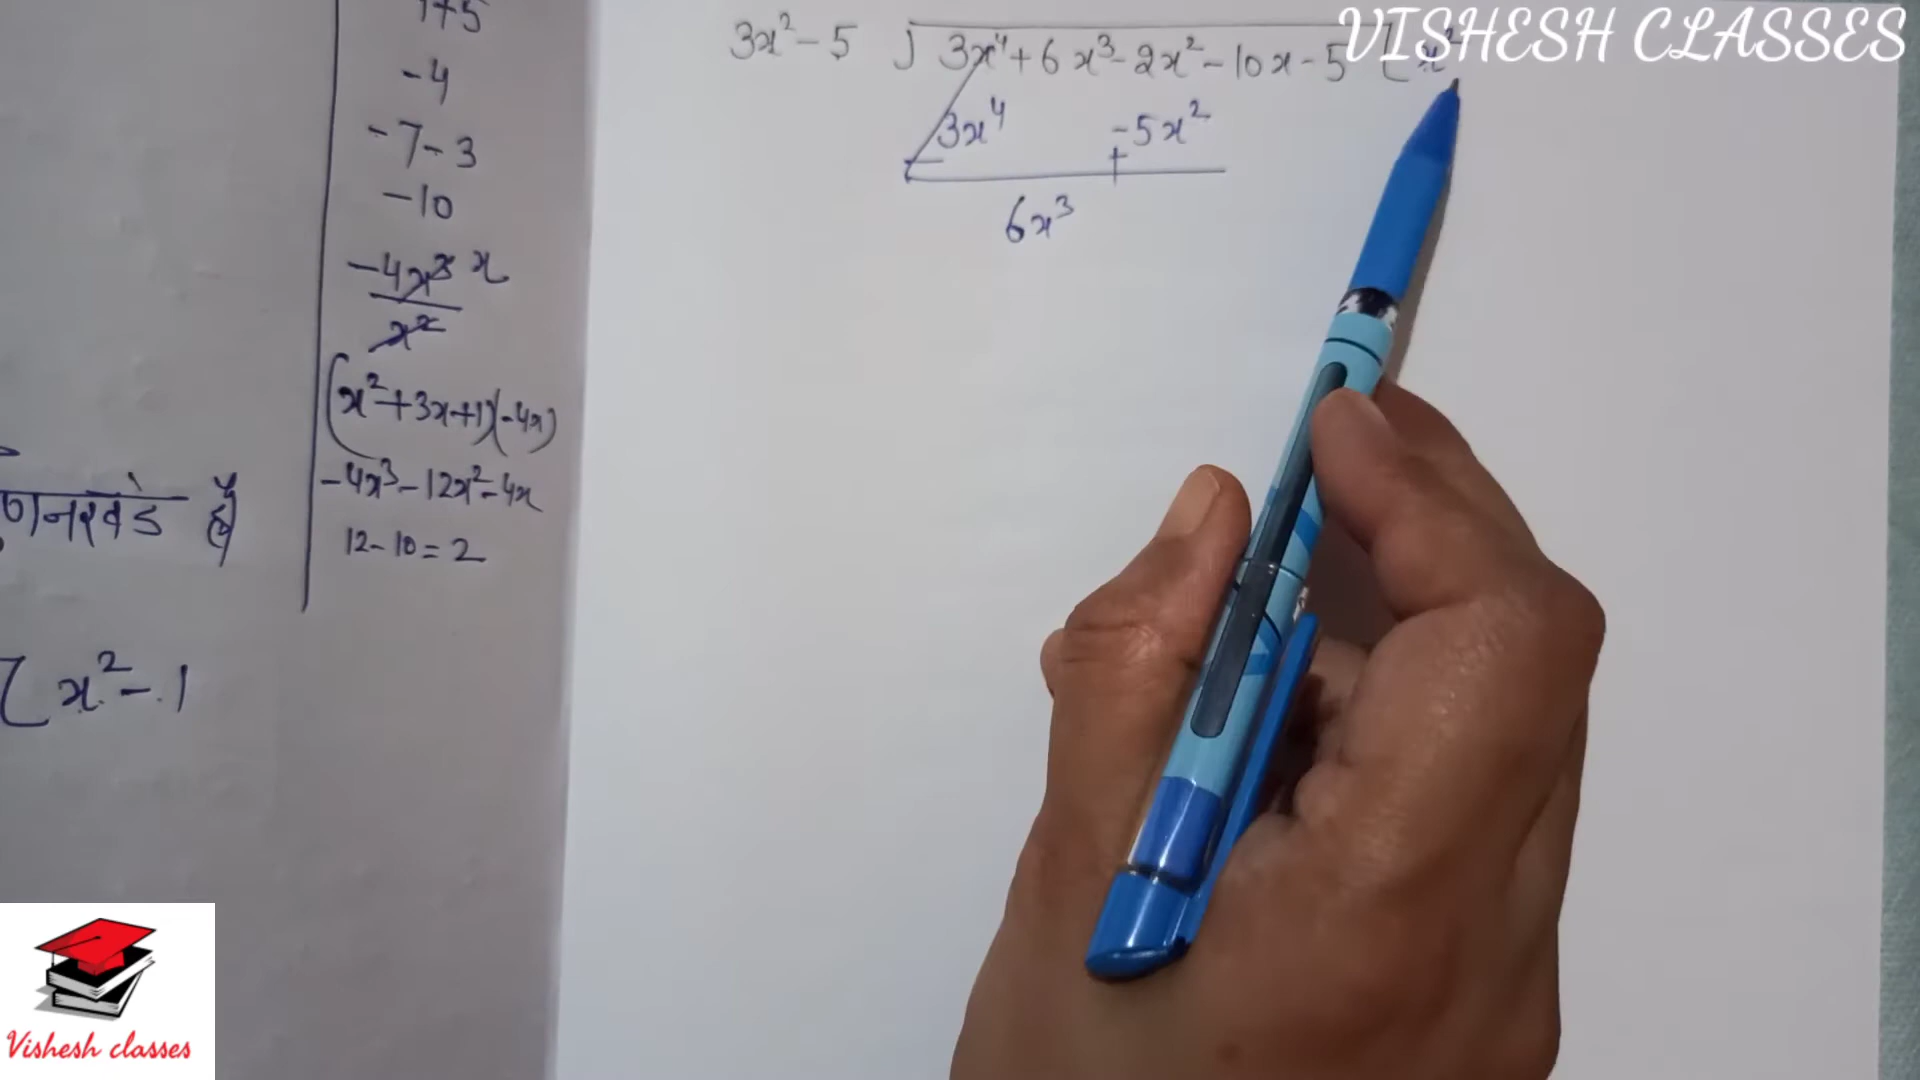 VISHESH CLASSES
1+5
-4
-7-3
-10
-4x³ x
x²
(x²+3x+1)(-4x)
-4x³-12x²-4x
12-10=2
हैं
[x²-1
3x²-5 ) 3x⁴+6x³-2x²-10x-5 [x²
3x⁴ -5x²
- +
6x³
Vishesh classes